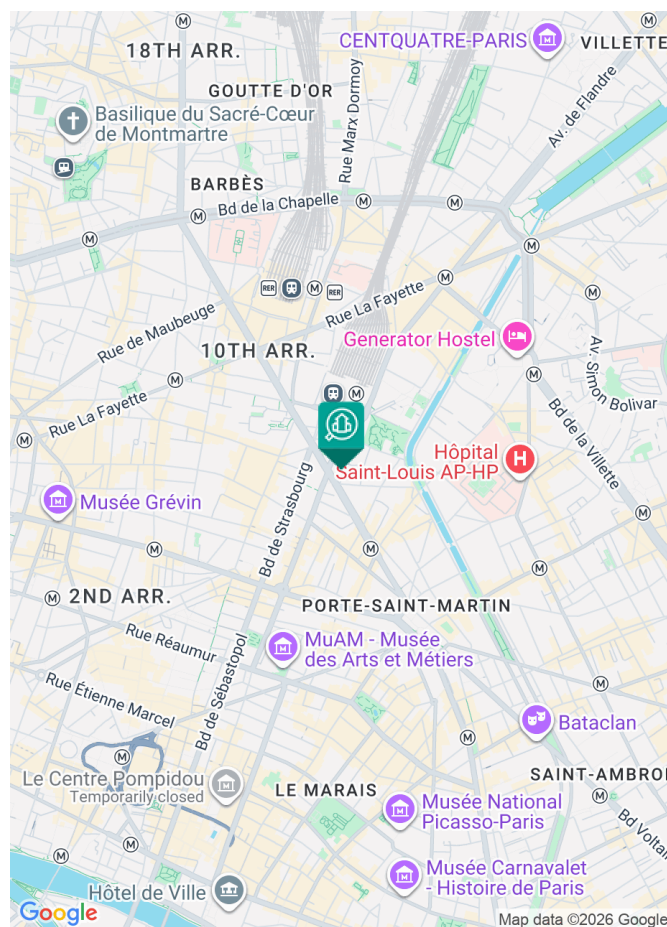 18TH ARR.
CENTQUATRE-PARIS
VILLETTE
GOUTTE D'OR
Rue Marx Dormoy
Av. de Flandre
Basilique du Sacré-Cœur
de Montmartre
BARBÈS
Bd de la Chapelle
M
M
M
M
M
M
M
RER
M
RER
M
M
Rue La Fayette
Rue de Maubeuge
Generator Hostel
10TH ARR.
Av. Simon Bolivar
M
M
M
Rue La Fayette
Bd de la Villette
M
Hôpital
Saint-Louis AP-HP
H
Bd de Strasbourg
Musée Grévin
M
M
M
M
2ND ARR.
PORTE-SAINT-MARTIN
Rue Réaumur
MuAM - Musée
des Arts et Métiers
Bd de Sébastopol
Rue Étienne Marcel
M
Bataclan
M
M
Le Centre Pompidou
Temporarily closed
LE MARAIS
SAINT-AMBRO
M
Musée National
Picasso-Paris
Bd Voltai
M
M
Hôtel de Ville
Musée Carnavalet
- Histoire de Paris
Google
Map data ©2026 Google